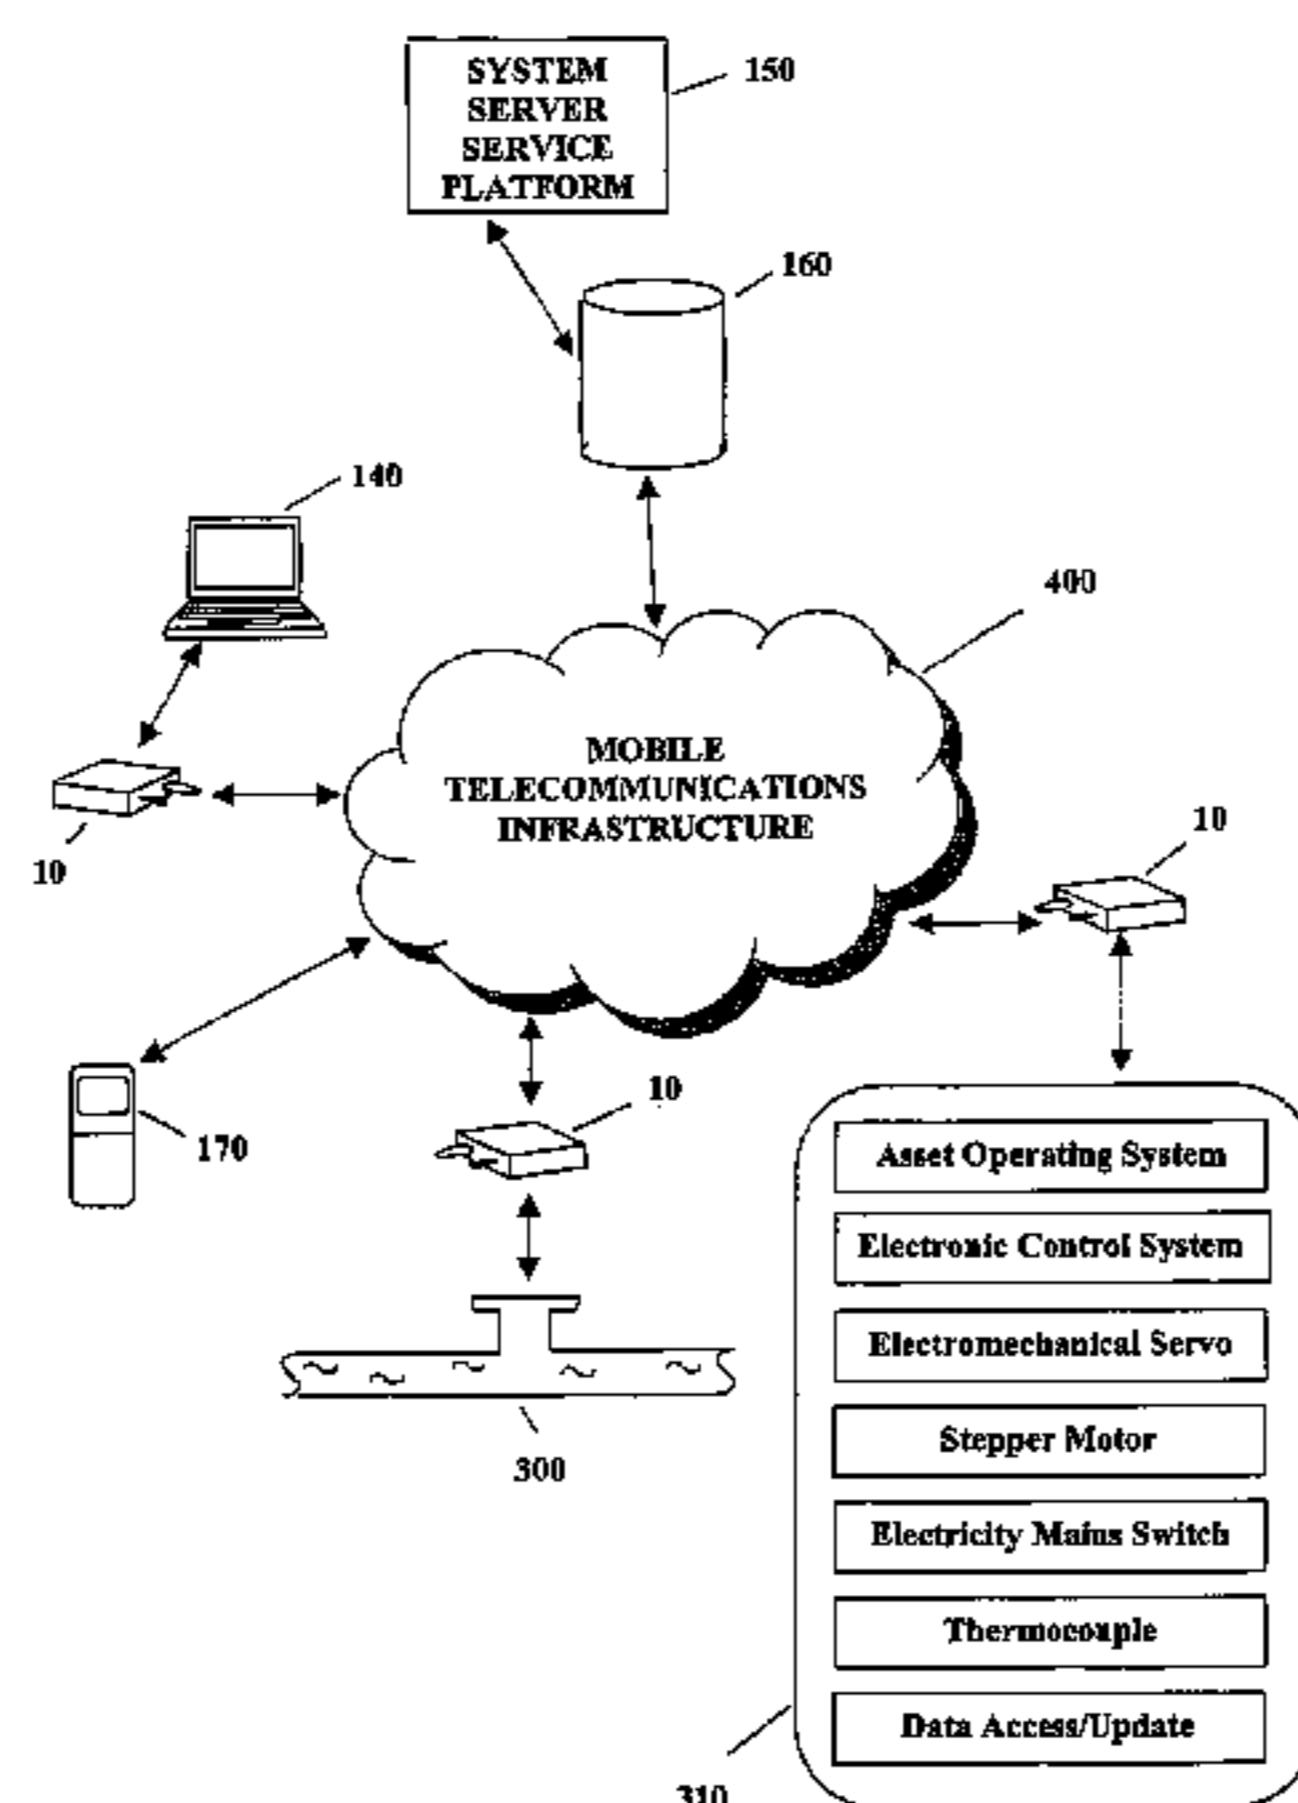 SYSTEM
SERVER
SERVICE
PLATFORM
150
160
140
400
MOBILE
TELECOMMUNICATIONS
INFRASTRUCTURE
10
10
10
170
Asset Operating System
Electronic Control System
Electromechanical Servo
Stepper Motor
300
Electricity Mains Switch
Thermocouple
Data Access/Update
310